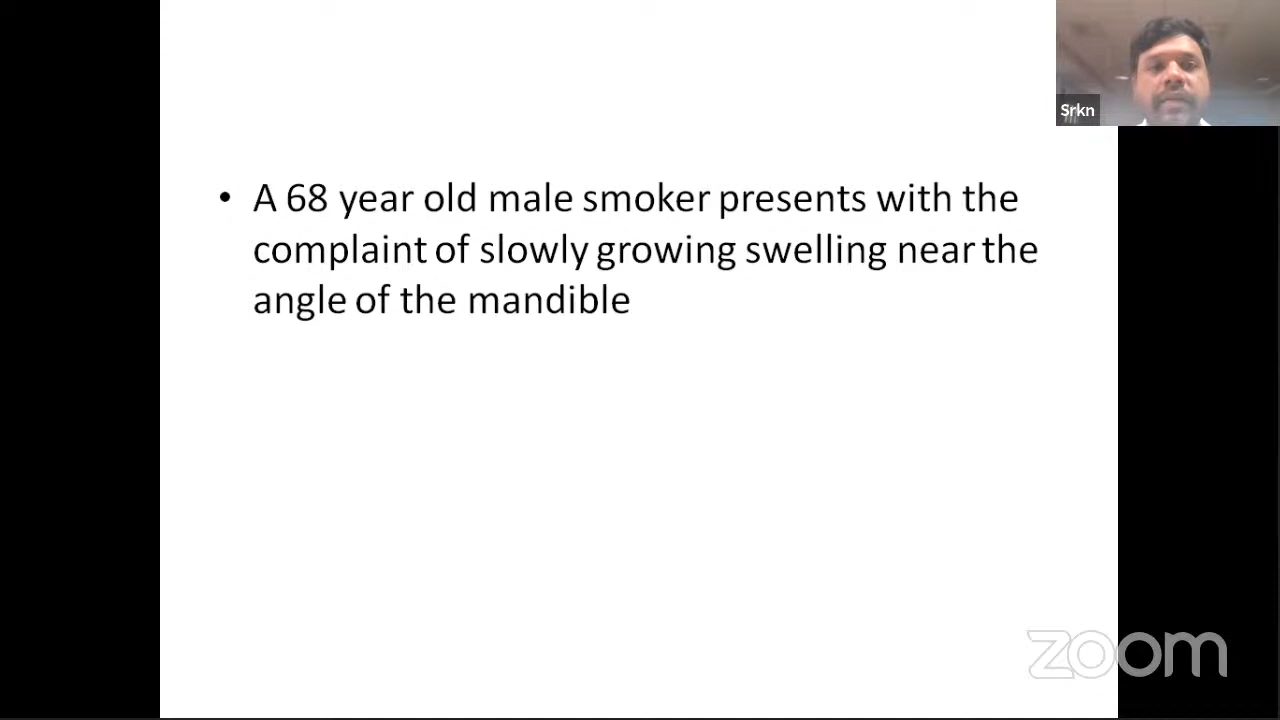 Srkn
• A 68 year old male smoker presents with the
complaint of slowly growing swelling near the
angle of the mandible
zoom